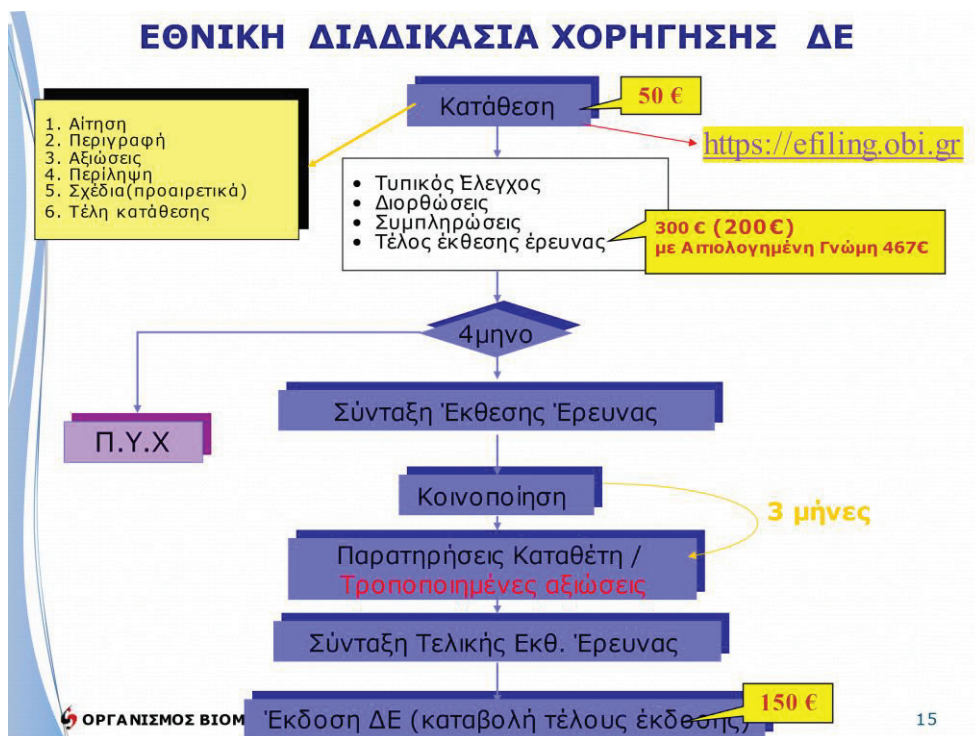 ΕΘΝΙΚΗ ΔΙΑΔΙΚΑΣΙΑ ΧΟΡΗΓΗΣΗΣ ΔΕ
Κατάθεση
50 €
1. Αίτηση
2. Περιγραφή
3. Αξιώσεις
4. Περίληψη
5. Σχέδια(προαιρετικά)
6. Τέλη κατάθεσης
https://efiling.obi.gr
• Τυπικός Έλεγχος
• Διορθώσεις
• Συμπληρώσεις
• Τέλος έκθεσης έρευνας
300 € (200€)
με Αιτιολογημένη Γνώμη 467€
4μηνο
Σύνταξη Έκθεσης Έρευνας
Π.Υ.Χ
Κοινοποίηση
3 μήνες
Παρατηρήσεις Καταθέτη /
Τροποποιημένες αξιώσεις
Σύνταξη Τελικής Εκθ. Έρευνας
150 €
Έκδοση ΔΕ (καταβολή τέλους έκδοσης)
ΟΡΓΑΝΙΣΜΟΣ ΒΙΟΜ
15